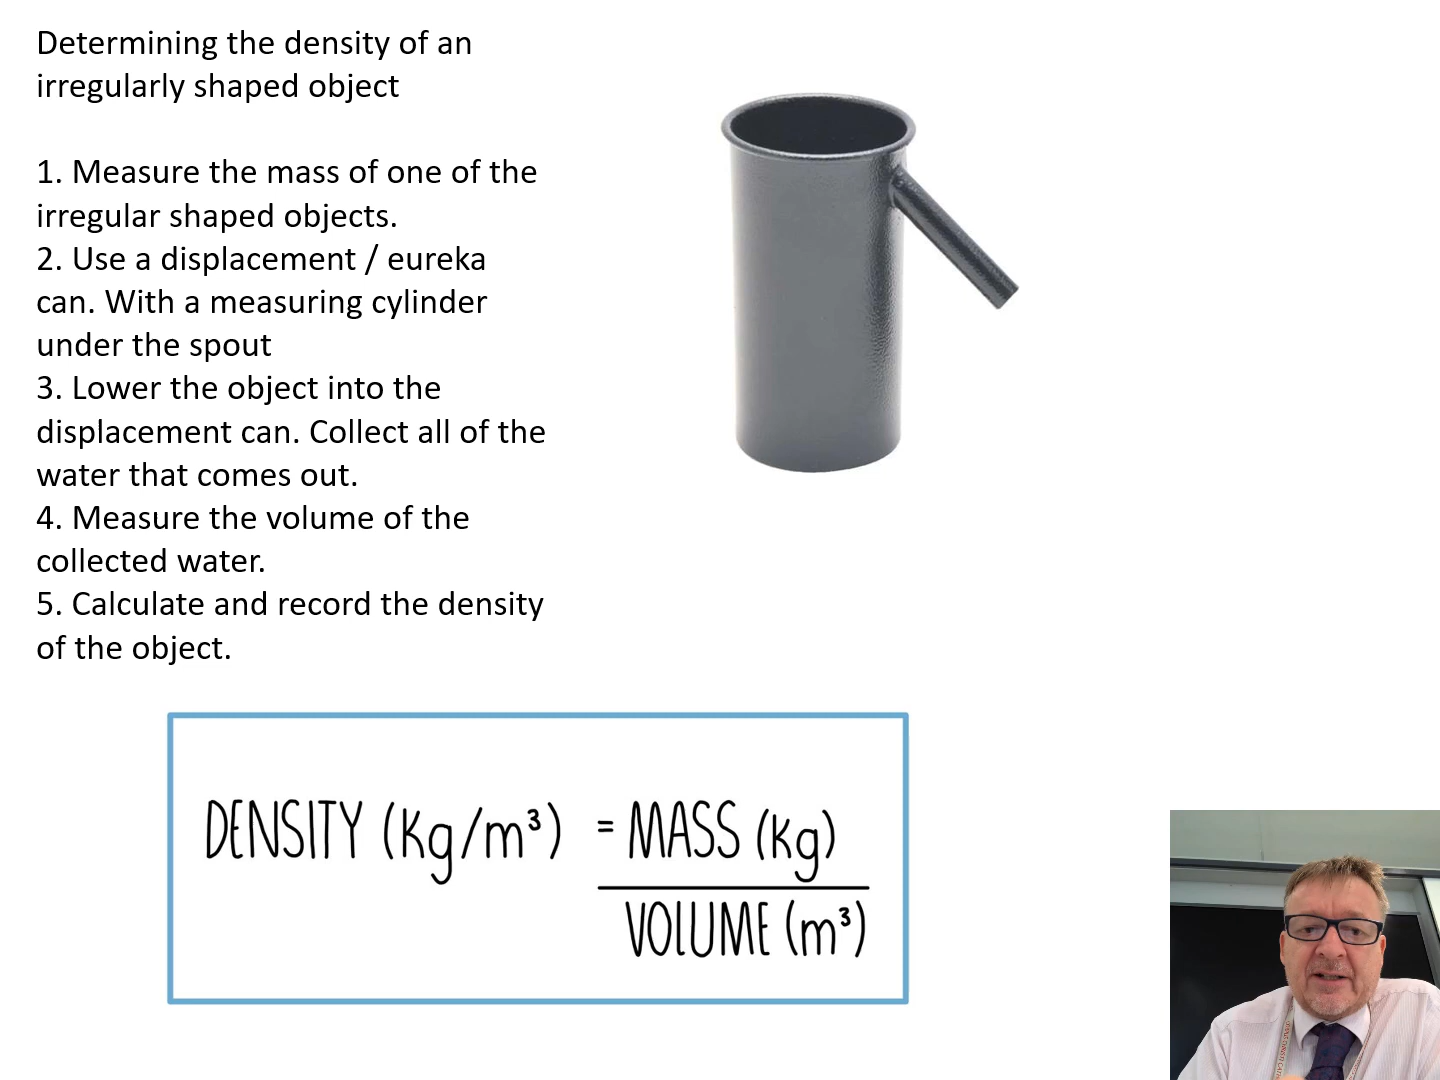 Determining the density of an
irregularly shaped object
1. Measure the mass of one of the
irregular shaped objects.
2. Use a displacement / eureka
can. With a measuring cylinder
under the spout
3. Lower the object into the
displacement can. Collect all of the
water that comes out.
4. Measure the volume of the
collected water.
5. Calculate and record the density
of the object.
DENSITY (Kg/m³) = MASS (kg)
VOLUME (m³)